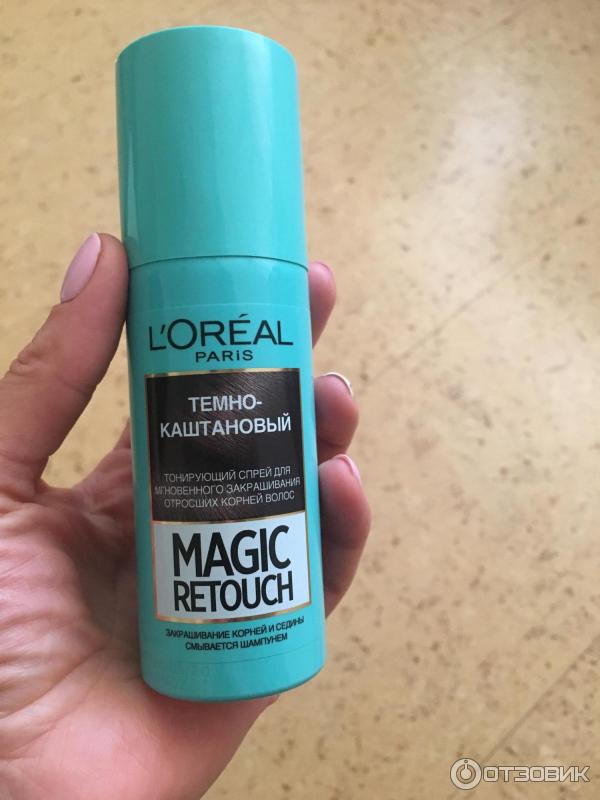 L'ORÉAL
PARIS
ТЕМНО-
КАШТАНОВЫЙ
ТОНИРУЮЩИЙ СПРЕЙ ДЛЯ
МГНОВЕННОГО ЗАКРАШИВАНИЯ
ОТРОСШИХ КОРНЕЙ ВОЛОС
MAGIC
RETOUCH
ЗАКРАШИВАНИЕ КОРНЕЙ И СЕДИНЫ
СМЫВАЕТСЯ ШАМПУНЕМ
ОТЗОВИК